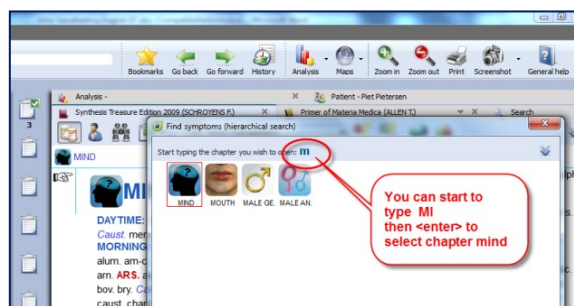 Bookmarks Go back Go forward History Analysis Maps Zoom in Zoom out Print Screenshot General help
Analysis - Patient - Piet Pietersen
Synthesis Treasure Edition 2009 (SCHROYENS F.) Primer of Materia Medica (ALLEN T.) Search
3
Find symptoms (hierarchical search)
MIND
Start typing the chapter you wish to open: m
MIND MOUTH MALE GE. MALE AN.
MI
You can start to
type MI
then <enter> to
select chapter mind
DAYTIME:
Caust.
MORNING
alum. am-c
arn. ARS.
bov. bry.
caust.